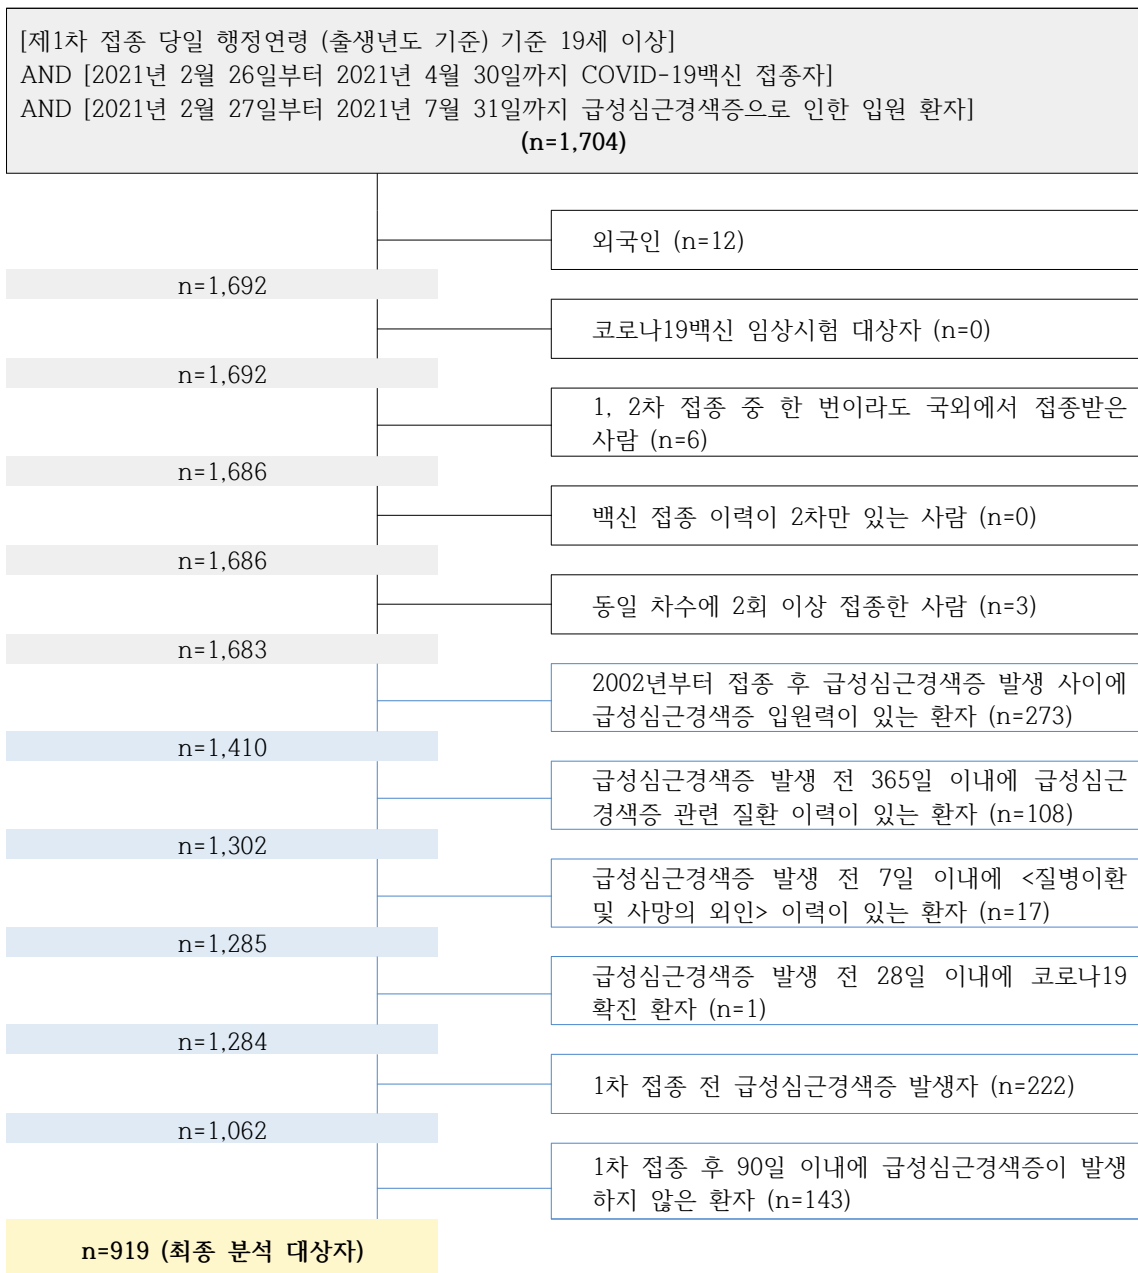 [제1차 접종 당일 행정연령 (출생년도 기준) 기준 19세 이상]
AND [2021년 2월 26일부터 2021년 4월 30일까지 COVID-19백신 접종자]
AND [2021년 2월 27일부터 2021년 7월 31일까지 급성심근경색증으로 인한 입원 환자]
(n=1,704)
외국인 (n=12)
n=1,692
코로나19백신 임상시험 대상자 (n=0)
n=1,692
1, 2차 접종 중 한 번이라도 국외에서 접종받은
사람 (n=6)
n=1,686
백신 접종 이력이 2차만 있는 사람 (n=0)
n=1,686
동일 차수에 2회 이상 접종한 사람 (n=3)
n=1,683
2002년부터 접종 후 급성심근경색증 발생 사이에
급성심근경색증 입원력이 있는 환자 (n=273)
n=1,410
급성심근경색증 발생 전 365일 이내에 급성심근
경색증 관련 질환 이력이 있는 환자 (n=108)
n=1,302
급성심근경색증 발생 전 7일 이내에 <질병이환
및 사망의 외인> 이력이 있는 환자 (n=17)
n=1,285
급성심근경색증 발생 전 28일 이내에 코로나19
확진 환자 (n=1)
n=1,284
1차 접종 전 급성심근경색증 발생자 (n=222)
n=1,062
1차 접종 후 90일 이내에 급성심근경색증이 발생
하지 않은 환자 (n=143)
n=919 (최종 분석 대상자)